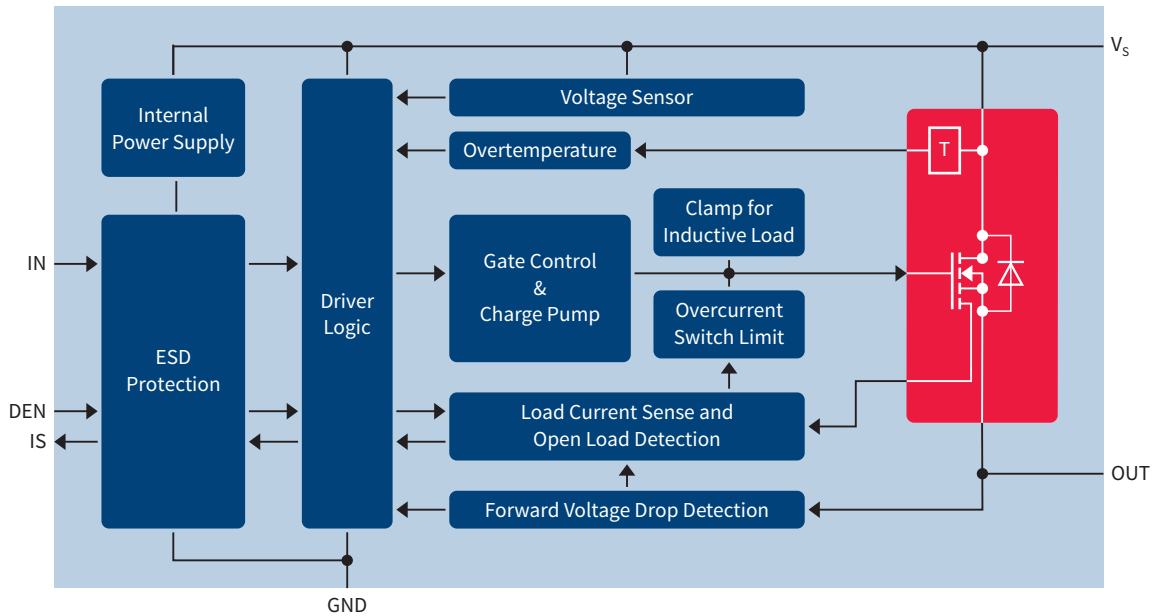 Vs
Internal
Power Supply
Voltage Sensor
Overtemperature
T
Clamp for
Inductive Load
IN
Driver
Logic
Gate Control
&
Charge Pump
Overcurrent
Switch Limit
ESD
Protection
DEN
IS
Load Current Sense and
Open Load Detection
OUT
Forward Voltage Drop Detection
GND